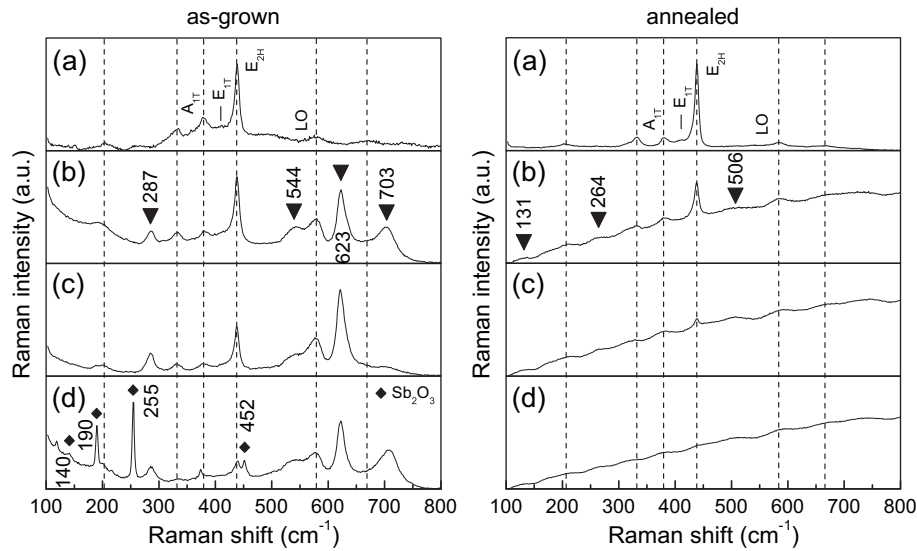 as-grown
(a)
A1T
E1T
E2H
LO
(b)
287
544
623
703
(c)
(d)
140
190
255
452
◆ Sb₂O₃
100 200 300 400 500 600 700 800
Raman shift (cm⁻¹)
Raman intensity (a.u.)
annealed
(a)
A1T
E1T
E2H
LO
(b)
131
264
506
(c)
(d)
100 200 300 400 500 600 700 800
Raman shift (cm⁻¹)
Raman intensity (a.u.)